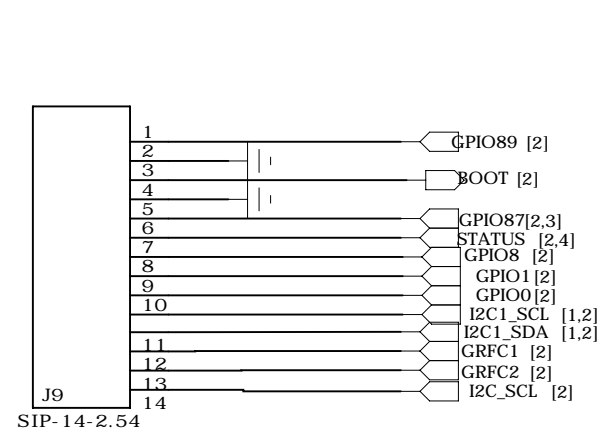 1
GPIO89 [2]
2
3
BOOT [2]
4
5
GPIO87[2,3]
6
STATUS [2,4]
7
GPIO8 [2]
8
GPIO1[2]
9
GPIO0[2]
10
I2C1_SCL [1,2]
I2C1_SDA [1,2]
11
GRFC1 [2]
12
GRFC2 [2]
13
I2C_SCL [2]
J9
14
SIP-14-2.54